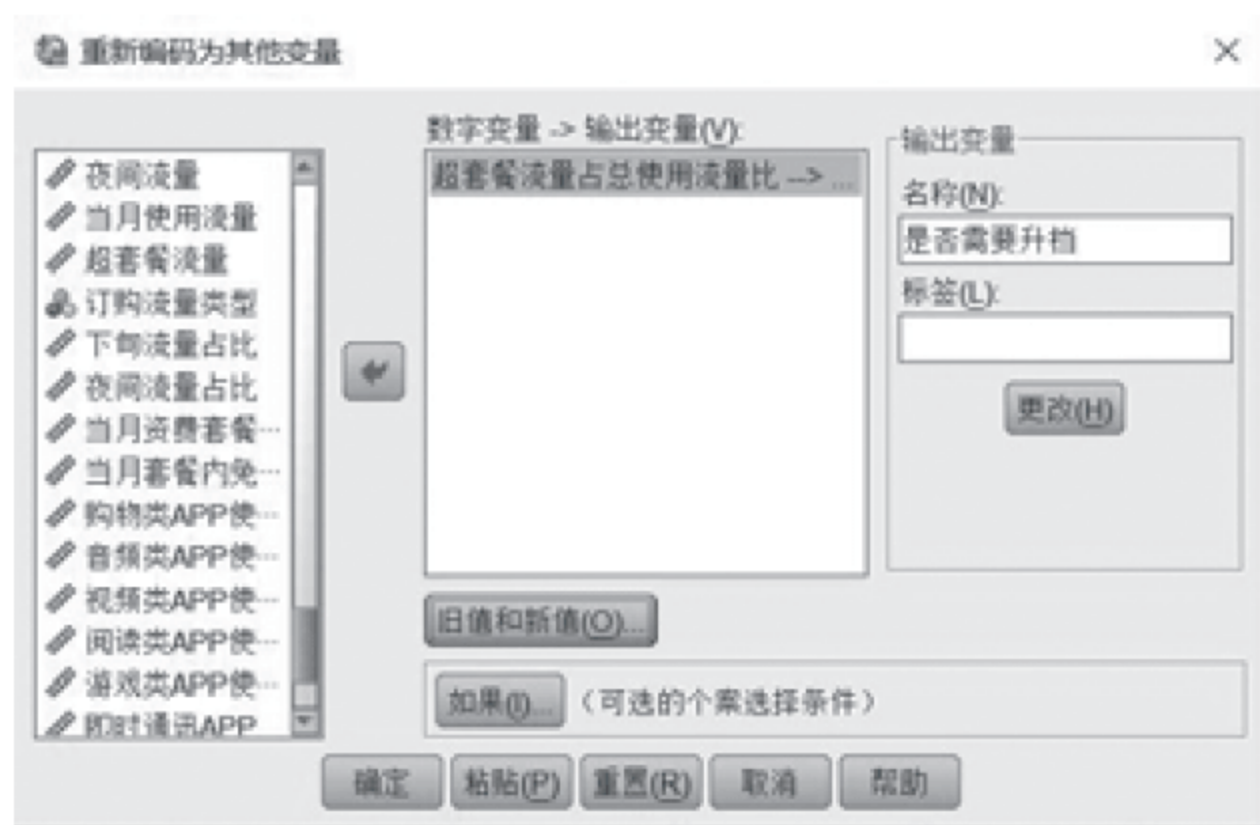 重新编码为其他变量
夜间流量
当月使用流量
超套餐流量
订购流量类型
下旬流量占比
夜间流量占比
当月资费套餐…
当月套餐内免…
购物类APP使…
音频类APP使…
视频类APP使…
阅读类APP使…
游戏类APP使…
即时通讯APP
数字变量 -> 输出变量(V):
超套餐流量占总使用流量比 --> ...
旧值和新值(O)...
如果(I)... (可选的个案选择条件)
输出变量
名称(N):
是否需要升档
标签(L):
更改(H)
确定 粘贴(P) 重置(R) 取消 帮助